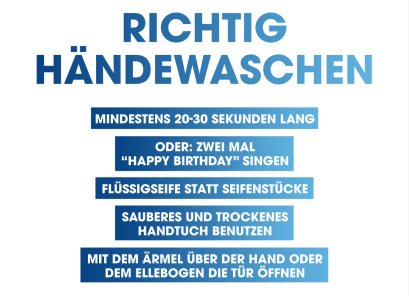 RICHTIG
HÄNDEWASCHEN
MINDESTENS 20-30 SEKUNDEN LANG
ODER: ZWEI MAL
“HAPPY BIRTHDAY” SINGEN
FLÜSSIGSEIFE STATT SEIFENSTÜCKE
SAUBERES UND TROCKENES
HANDTUCH BENUTZEN
MIT DEM ÄRMEL ÜBER DER HAND ODER
DEM ELLEBOGEN DIE TÜR ÖFFNEN